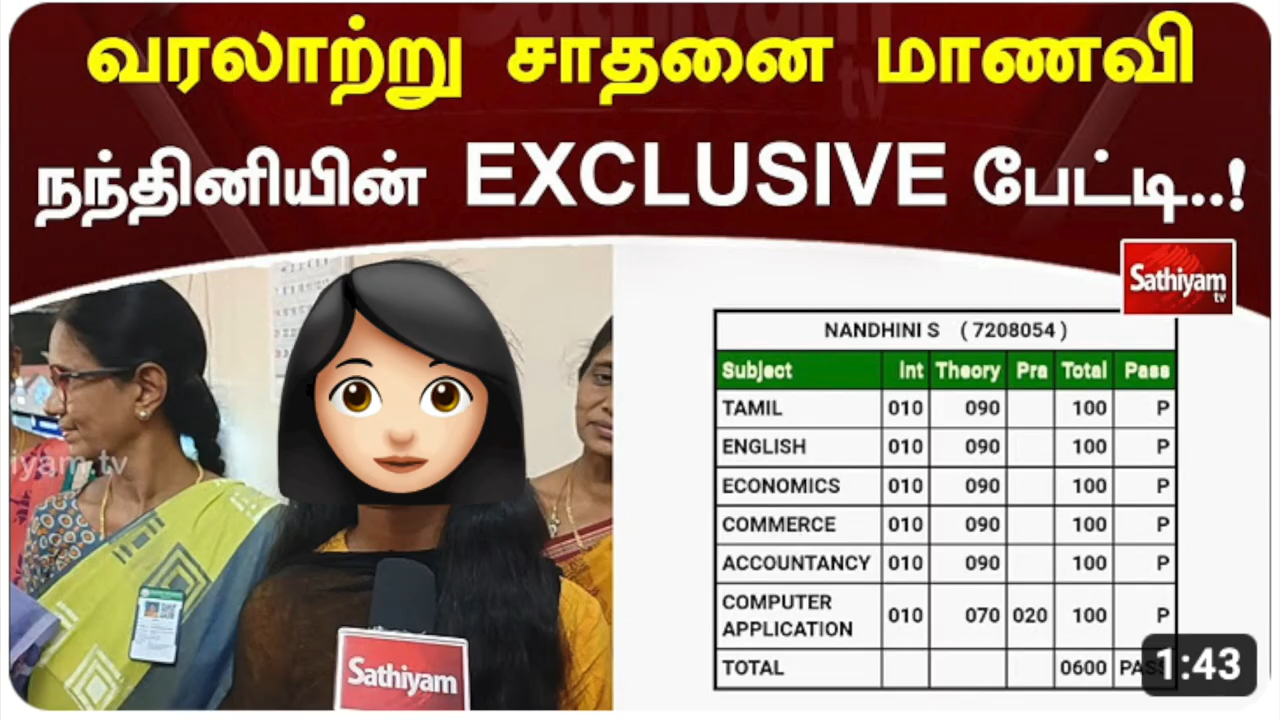 வரலாற்று சாதனை மாணவி
நந்தினியின் EXCLUSIVE பேட்டி..!
Sathiyam
tv
NANDHINI S ( 7208054 )
Subject Int Theory Pra Total Pass
TAMIL 010 090 100 P
ENGLISH 010 090 100 P
ECONOMICS 010 090 100 P
COMMERCE 010 090 100 P
ACCOUNTANCY 010 090 100 P
COMPUTER
APPLICATION 010 070 020 100 P
TOTAL 0600
1:43
Sathiyam